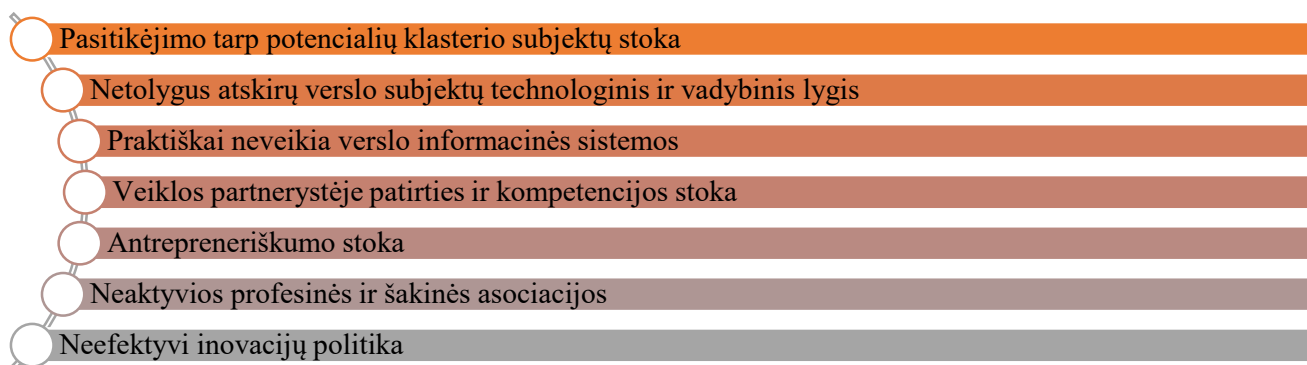 Pasitikėjimo tarp potencialių klasterio subjektų stoka
Netolygus atskirų verslo subjektų technologinis ir vadybinis lygis
Praktiškai neveikia verslo informacinės sistemos
Veiklos partnerystėje patirties ir kompetencijos stoka
Antrepreneriškumo stoka
Neaktyvios profesinės ir šakinės asociacijos
Neefektyvi inovacijų politika